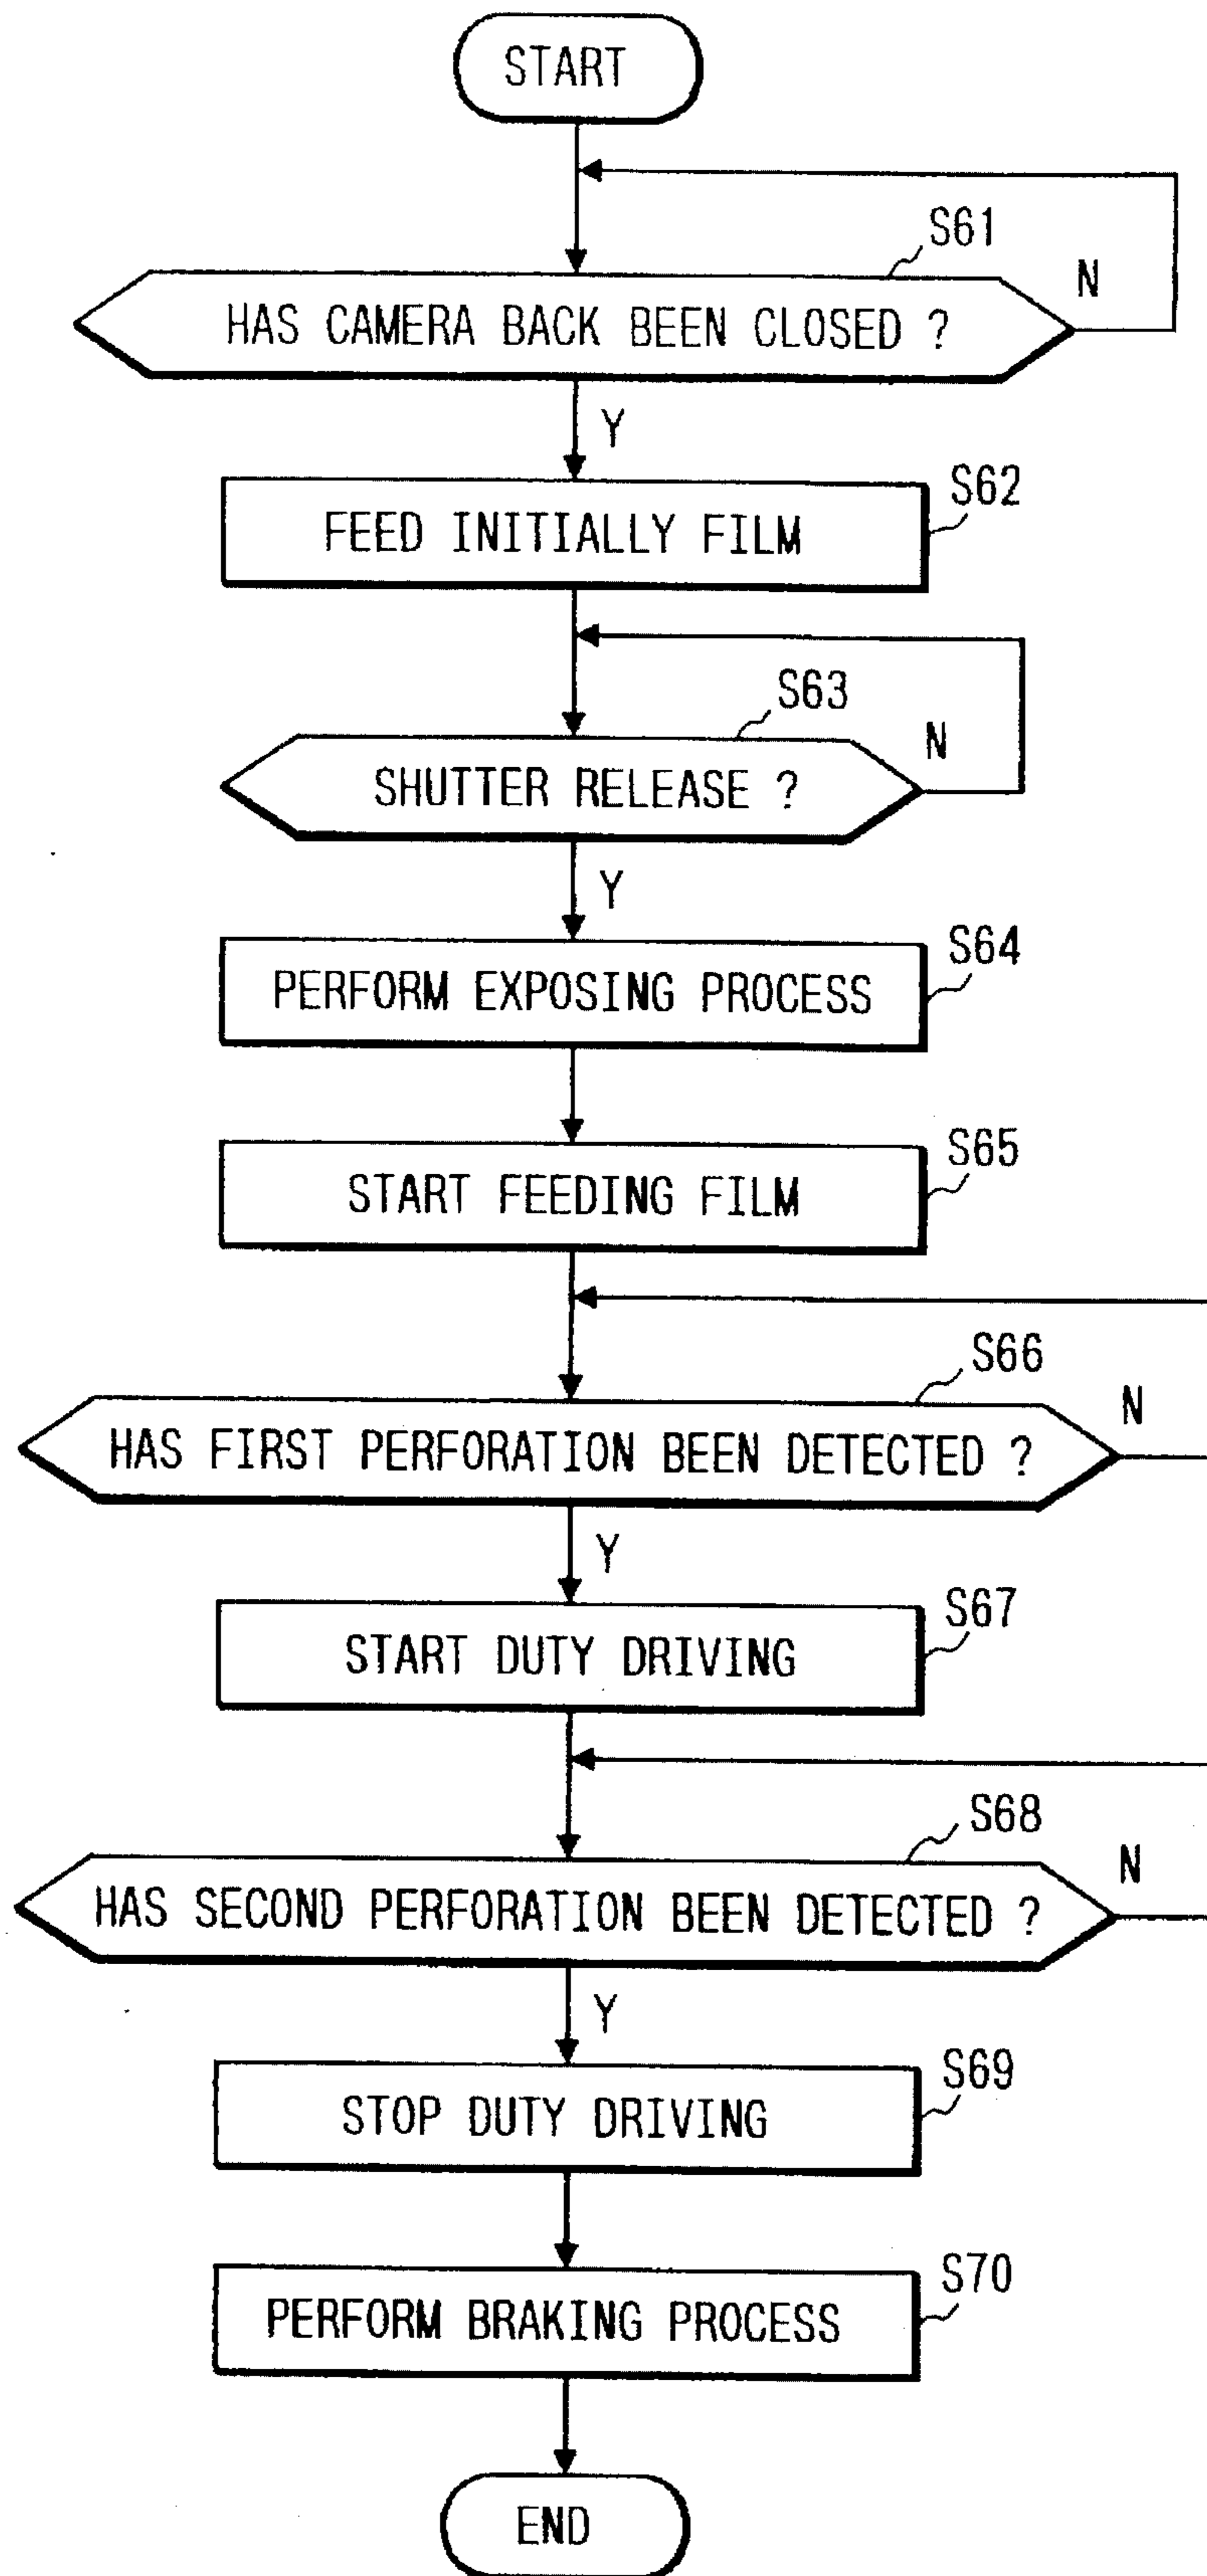 START
S61
HAS CAMERA BACK BEEN CLOSED ?
N
Y
S62
FEED INITIALLY FILM
S63
SHUTTER RELEASE ?
N
Y
S64
PERFORM EXPOSING PROCESS
S65
START FEEDING FILM
S66
HAS FIRST PERFORATION BEEN DETECTED ?
N
Y
S67
START DUTY DRIVING
S68
HAS SECOND PERFORATION BEEN DETECTED ?
N
Y
S69
STOP DUTY DRIVING
S70
PERFORM BRAKING PROCESS
END